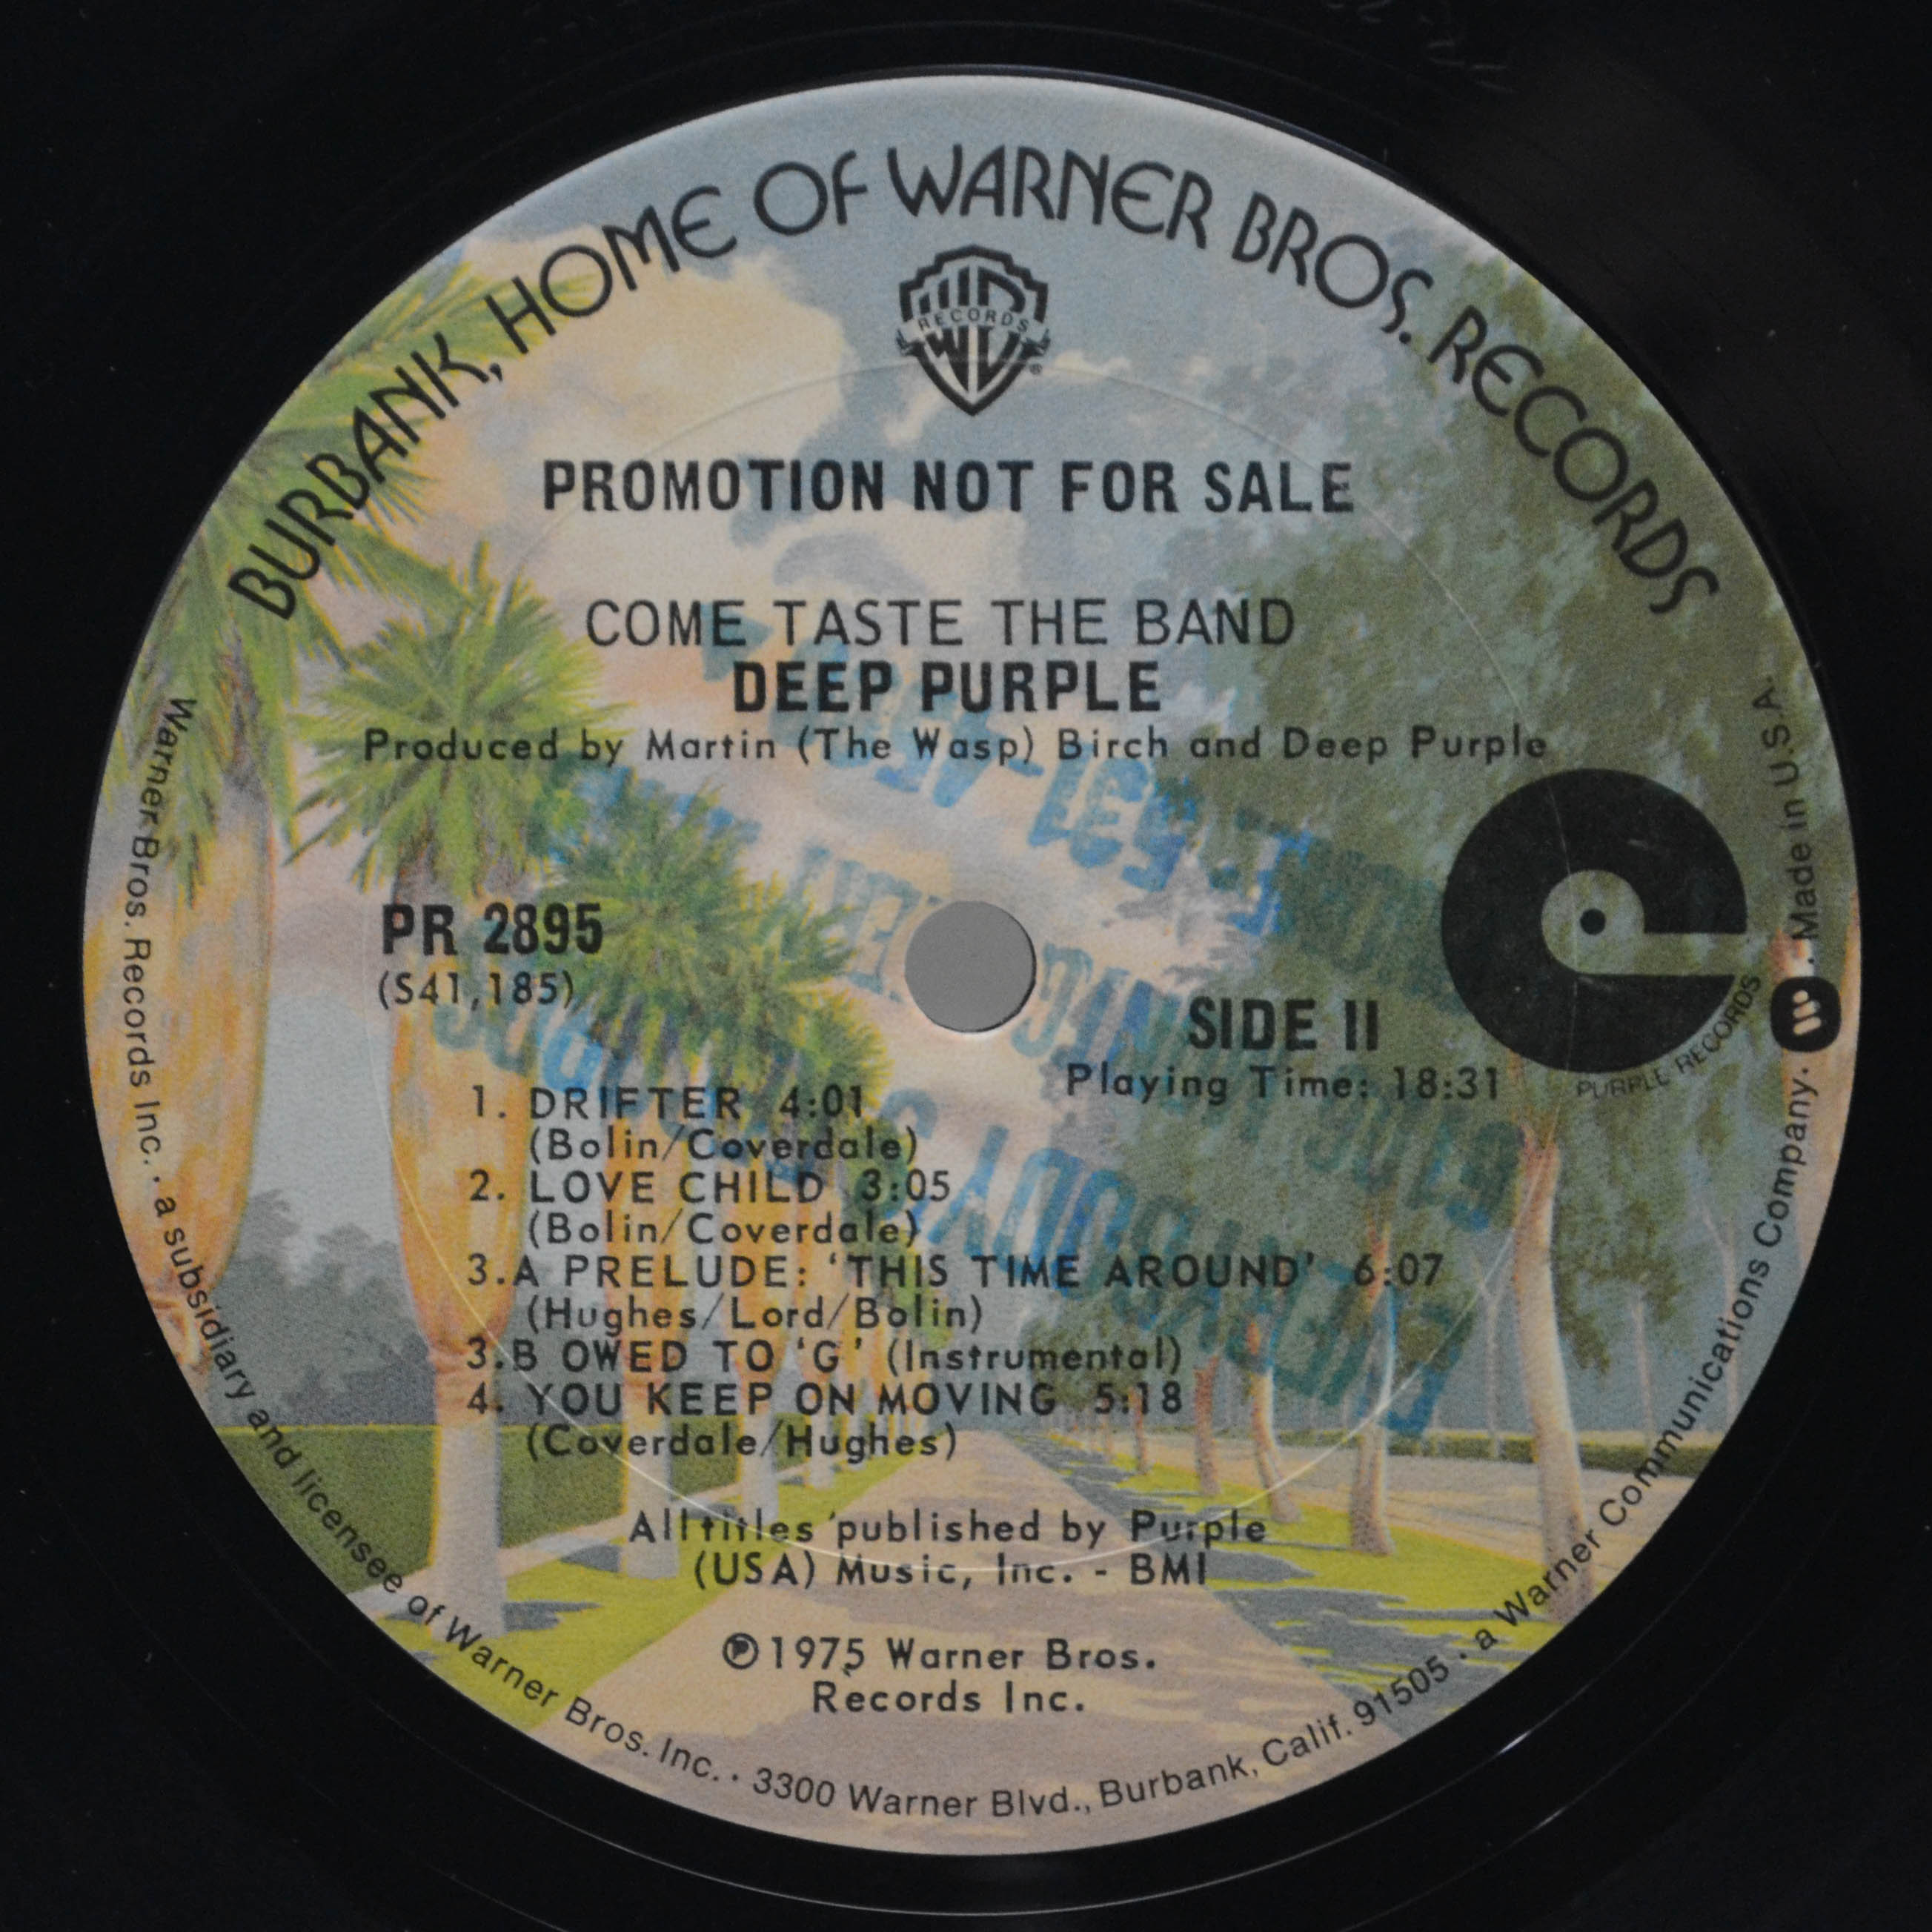 BURBANK, HOME OF WARNER BROS. RECORDS
RECORDS
®
PROMOTION NOT FOR SALE
COME TASTE THE BAND
DEEP PURPLE
Produced by Martin (The Wasp) Birch and Deep Purple
PR 2895
(S41,185)
SIDE II
Playing Time: 18:31
PURPLE RECORDS
1. DRIFTER 4:01
(Bolin/Coverdale)
2. LOVE CHILD 3:05
(Bolin/Coverdale)
3.A PRELUDE: ‘THIS TIME AROUND’ 6:07
(Hughes/Lord/Bolin)
3.B OWED TO ‘G’ (Instrumental)
4. YOU KEEP ON MOVING 5:18
(Coverdale/Hughes)
All titles published by Purple
(USA) Music, Inc. - BMI
℗1975 Warner Bros.
Records Inc.
Warner Bros. Records Inc. · a subsidiary and licensee of Warner Bros. Inc. · 3300 Warner Blvd., Burbank, Calif. 91505 · a Warner Communications Company. · Made in U.S.A.